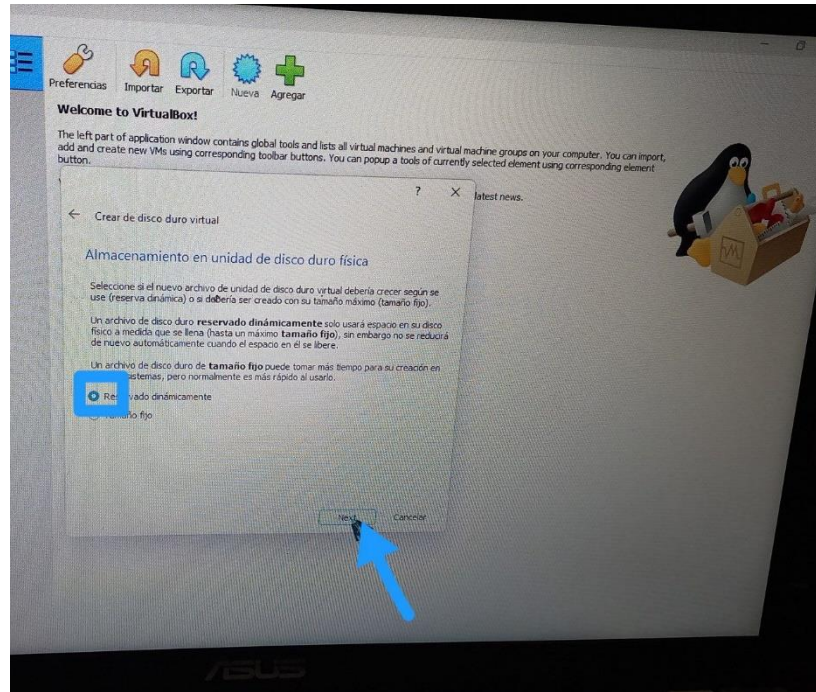 Preferencias Importar Exportar Nueva Agregar
Welcome to VirtualBox!
The left part of application window contains global tools and lists all virtual machines and virtual machine groups on your computer. You can import,
add and create new VMs using corresponding toolbar buttons. You can popup a tools of currently selected element using corresponding element
button.
latest news.
Crear de disco duro virtual
Almacenamiento en unidad de disco duro física
Seleccione si el nuevo archivo de unidad de disco duro virtual debería crecer según se
use (reserva dinámica) o si debería ser creado con su tamaño máximo (tamaño fijo).
Un archivo de disco duro reservado dinámicamente solo usará espacio en su disco
físico a medida que se llena (hasta un máximo tamaño fijo), sin embargo no se reducirá
de nuevo automáticamente cuando el espacio en él se libere.
Un archivo de disco duro de tamaño fijo puede tomar más tiempo para su creación en
stemas, pero normalmente es más rápido al usarlo.
Reservado dinámicamente
Tamaño fijo
Next Cancelar
ASUS